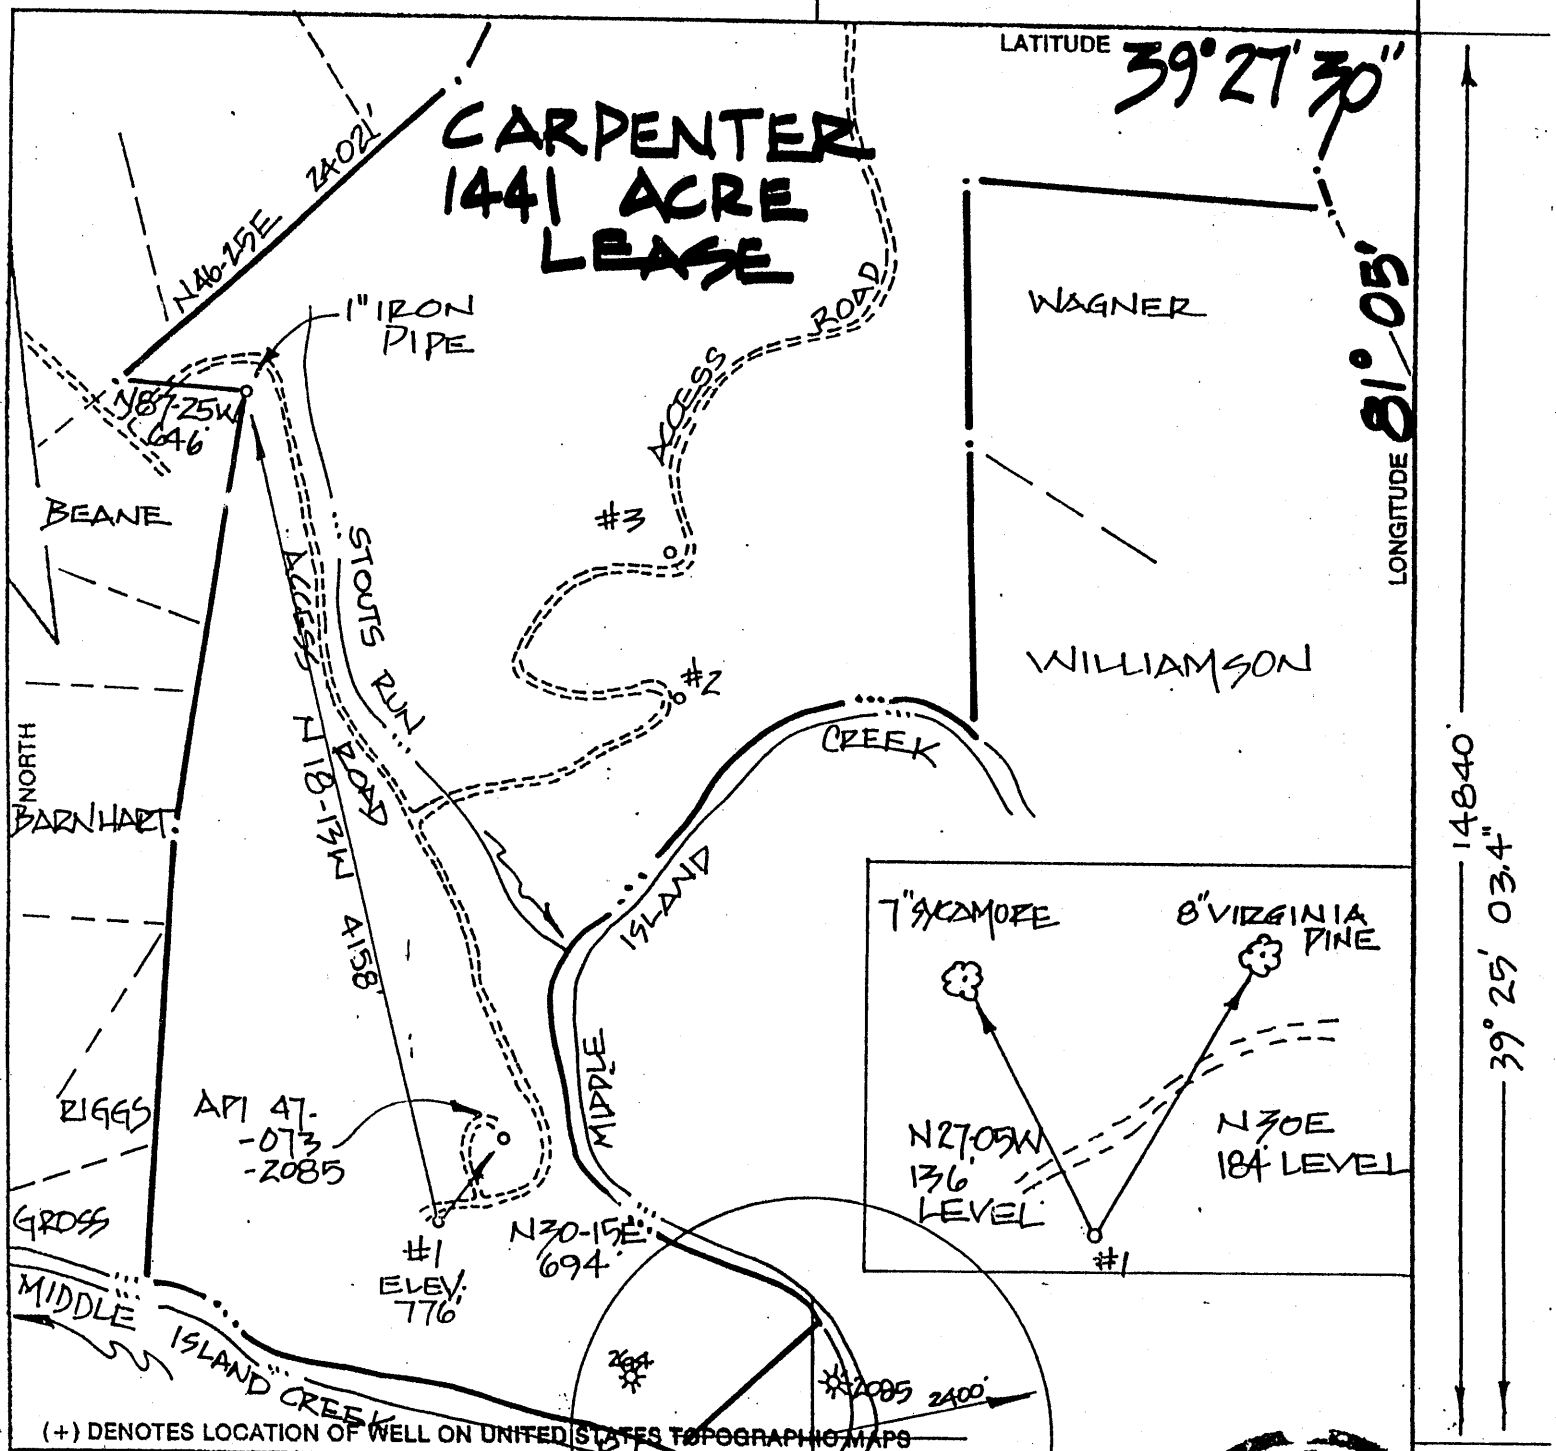 LATITUDE 39° 27' 30"
CARPENTER
1441 ACRE
LEASE
2402'
N46-25E
1" IRON
PIPE
ACCESS ROAD
WAGNER
LONGITUDE 81° 05'
N87-25W
646'
BEANE
#3
STOUTS RUN
ACCESS ROAD
WILLIAMSON
#2
NORTH
N 18-13W 4158'
CREEK
BARNHART
14840'
39° 25' 03.4"
ISLAND
7" SYCAMORE
8" VIRGINIA
PINE
MIDDLE
RIGGS
API 47-
-073
-2085
N27-05W
136'
LEVEL
N30E
184' LEVEL
GROSS
#1
ELEV.
776'
N30-15E
694'
#1
MIDDLE
ISLAND CREEK
2085
2400'
(+) DENOTES LOCATION OF WELL ON UNITED STATES TOPOGRAPHIC MAPS